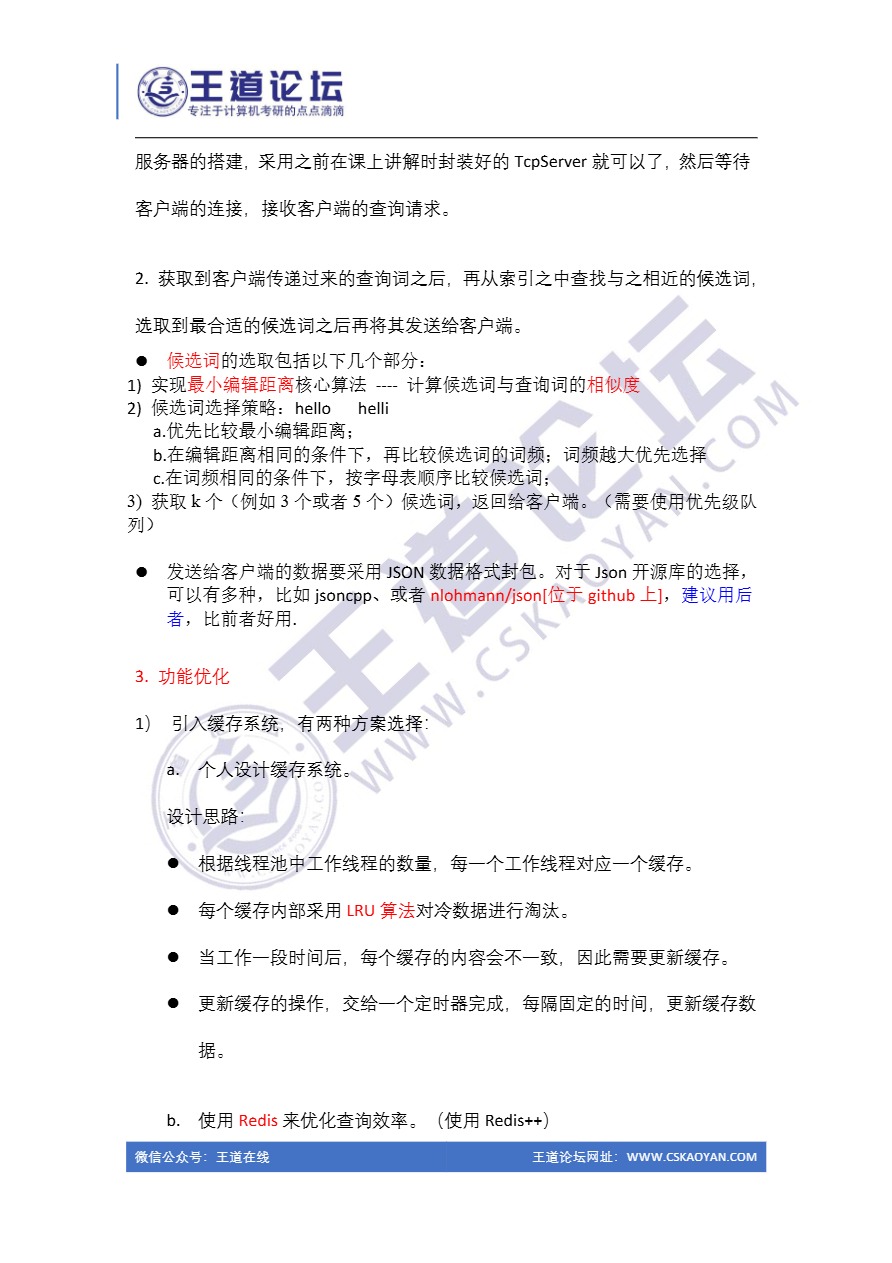 王道论坛
专注于计算机考研的点点滴滴
服务器的搭建，采用之前在课上讲解时封装好的 TcpServer 就可以了，然后等待
客户端的连接，接收客户端的查询请求。
2. 获取到客户端传递过来的查询词之后，再从索引之中查找与之相近的候选词，
选取到最合适的候选词之后再将其发送给客户端。
● 候选词的选取包括以下几个部分：
1) 实现最小编辑距离核心算法 ---- 计算候选词与查询词的相似度
2) 候选词选择策略：hello helli
a.优先比较最小编辑距离；
b.在编辑距离相同的条件下，再比较候选词的词频；词频越大优先选择
c.在词频相同的条件下，按字母表顺序比较候选词；
3) 获取 k 个（例如 3 个或者 5 个）候选词，返回给客户端。（需要使用优先级队
列）
● 发送给客户端的数据要采用 JSON 数据格式封包。对于 Json 开源库的选择，
可以有多种，比如 jsoncpp、或者 nlohmann/json[位于 github 上]，建议用后
者，比前者好用.
3. 功能优化
1） 引入缓存系统，有两种方案选择：
a. 个人设计缓存系统。
设计思路：
● 根据线程池中工作线程的数量，每一个工作线程对应一个缓存。
● 每个缓存内部采用 LRU 算法对冷数据进行淘汰。
● 当工作一段时间后，每个缓存的内容会不一致，因此需要更新缓存。
● 更新缓存的操作，交给一个定时器完成，每隔固定的时间，更新缓存数
据。
b. 使用 Redis 来优化查询效率。（使用 Redis++）
微信公众号：王道在线 王道论坛网址：WWW.CSKAOYAN.COM
王道论坛
WWW.CSKAOYAN.COM